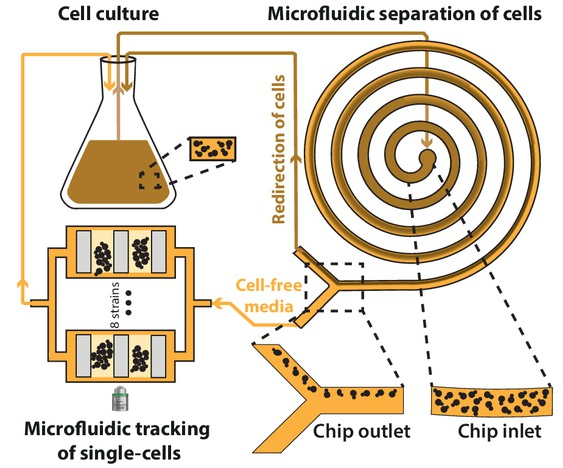 Cell culture
Microfluidic separation of cells
Redirection of cells
Cell-free
media
8 strains
Microfluidic tracking
of single-cells
Chip outlet
Chip inlet